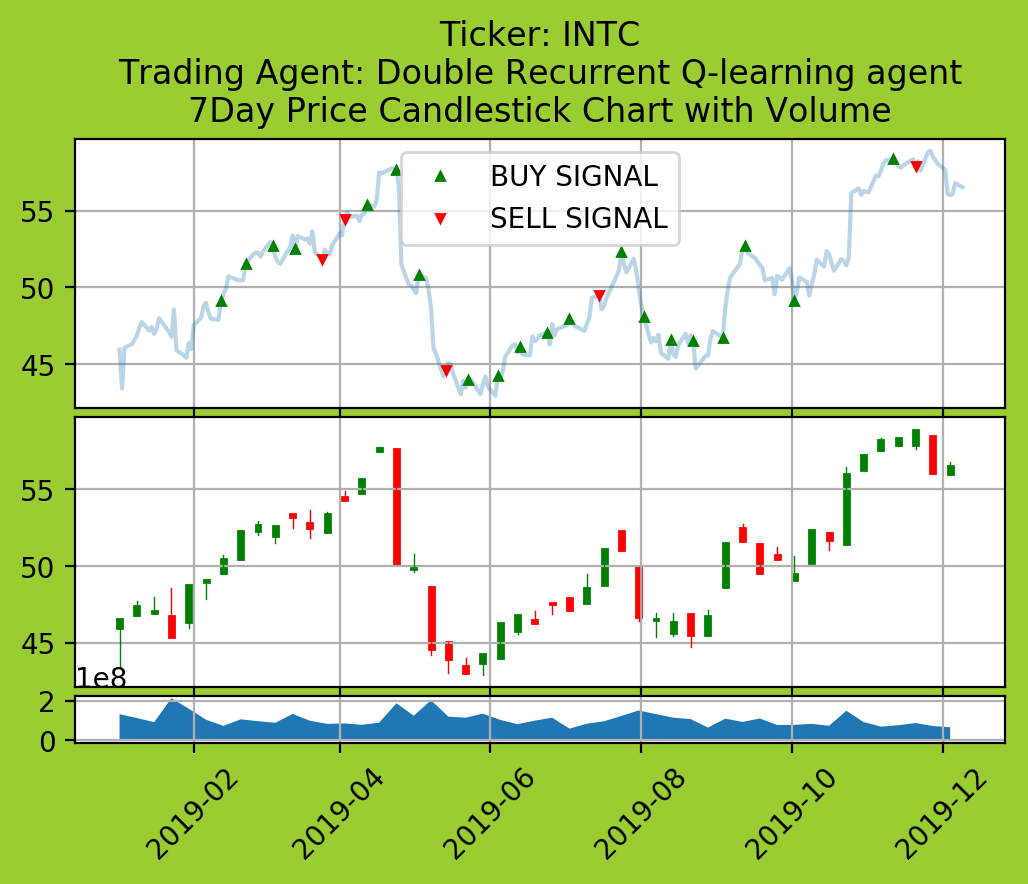 Ticker: INTC
Trading Agent: Double Recurrent Q-learning agent
7Day Price Candlestick Chart with Volume
BUY SIGNAL
SELL SIGNAL
55
50
45
55
50
45
1e8
2
0
2019-02
2019-04
2019-06
2019-08
2019-10
2019-12